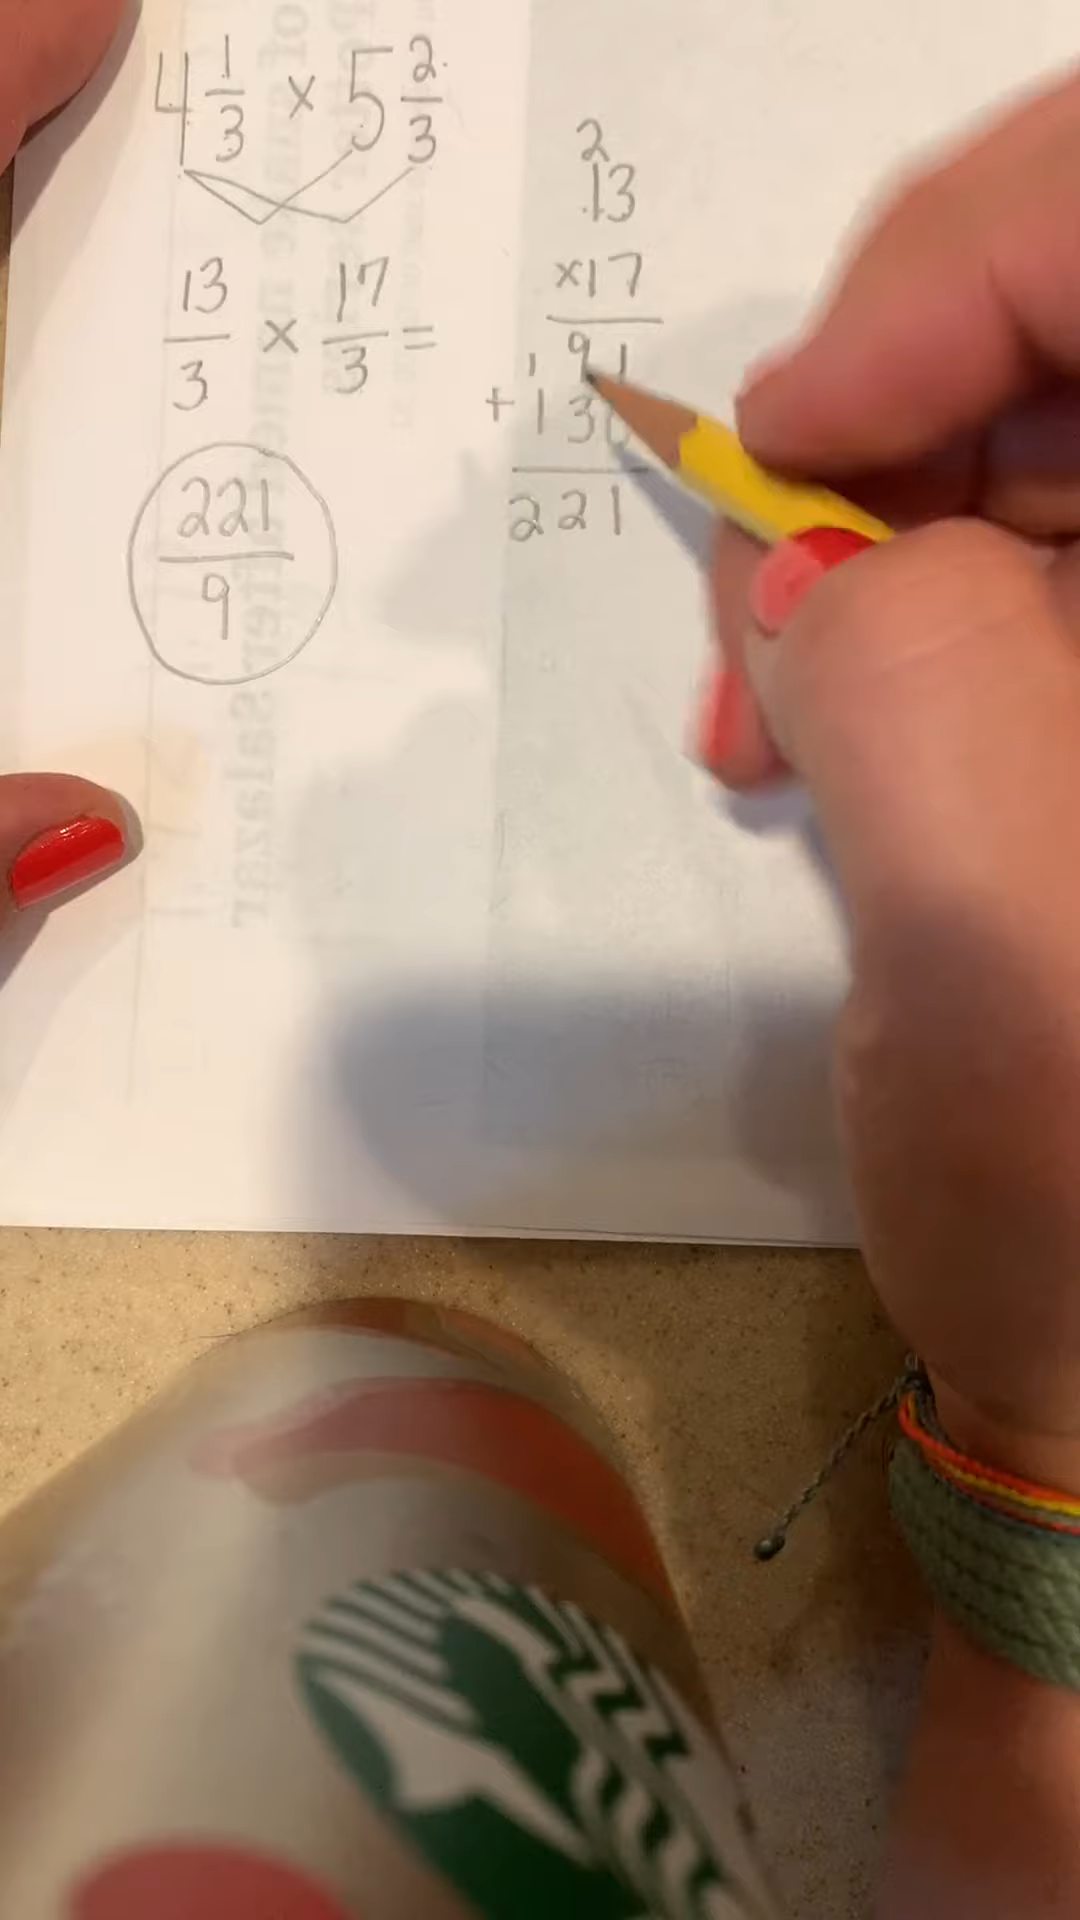 4 1/3 × 5 2/3
13/3 × 17/3 =
221/9
2
13
×17
1 91
+ 130
221
salazar